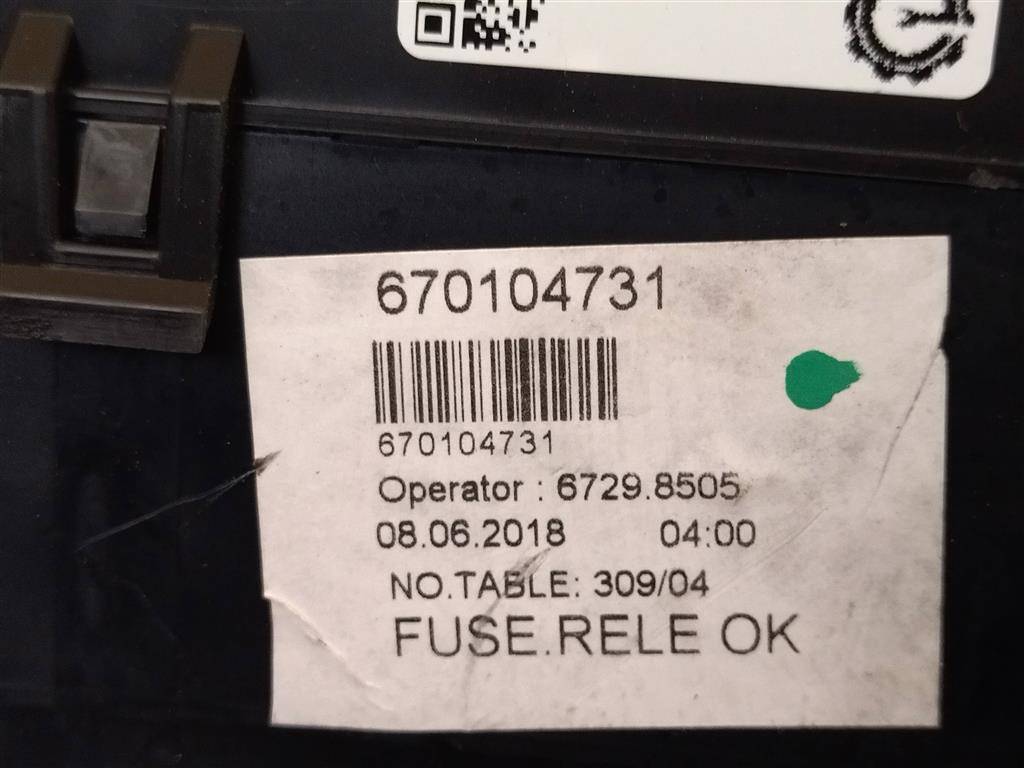 670104731
670104731
Operator : 6729.8505
08.06.2018 04:00
NO.TABLE: 309/04
FUSE.RELE OK